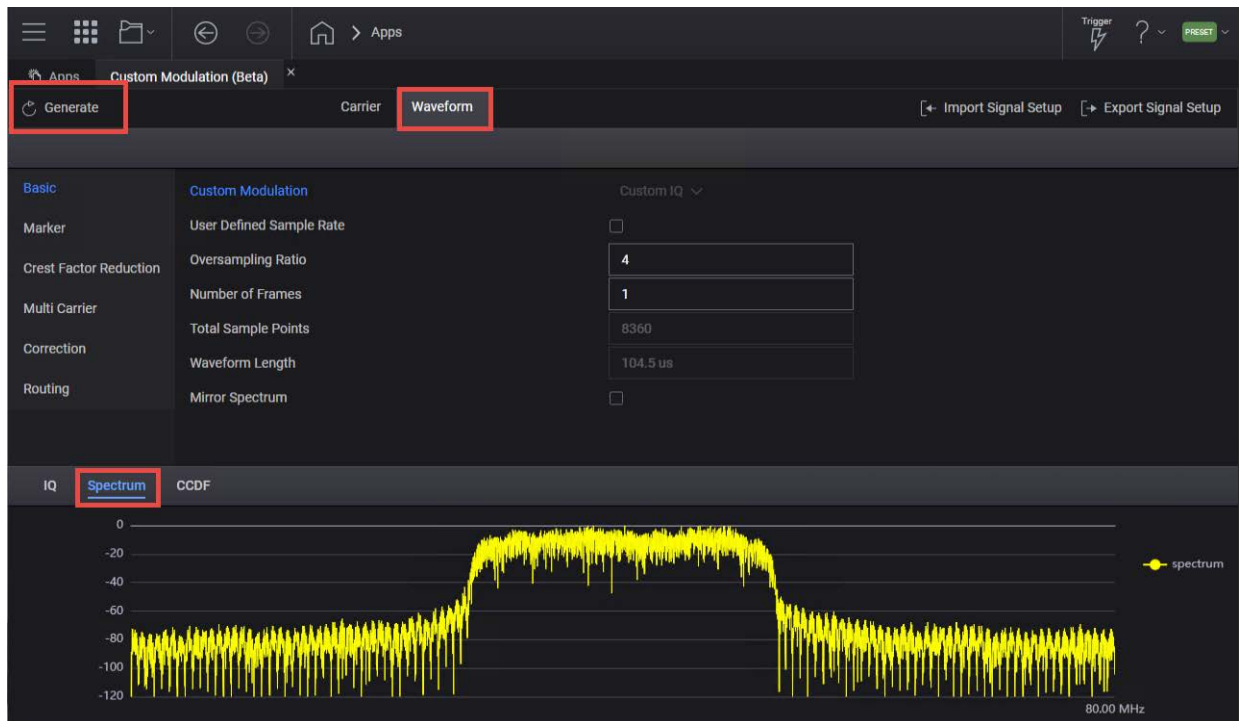 Trigger
> Apps
PRESET
Apps Custom Modulation (Beta) ×
Generate Carrier Waveform Import Signal Setup Export Signal Setup
Basic
Marker
Crest Factor Reduction
Multi Carrier
Correction
Routing
Custom Modulation Custom IQ
User Defined Sample Rate
Oversampling Ratio 4
Number of Frames 1
Total Sample Points 8360
Waveform Length 104.5 us
Mirror Spectrum
IQ Spectrum CCDF
0
-20
-40
-60
-80
-100
-120
spectrum
80.00 MHz